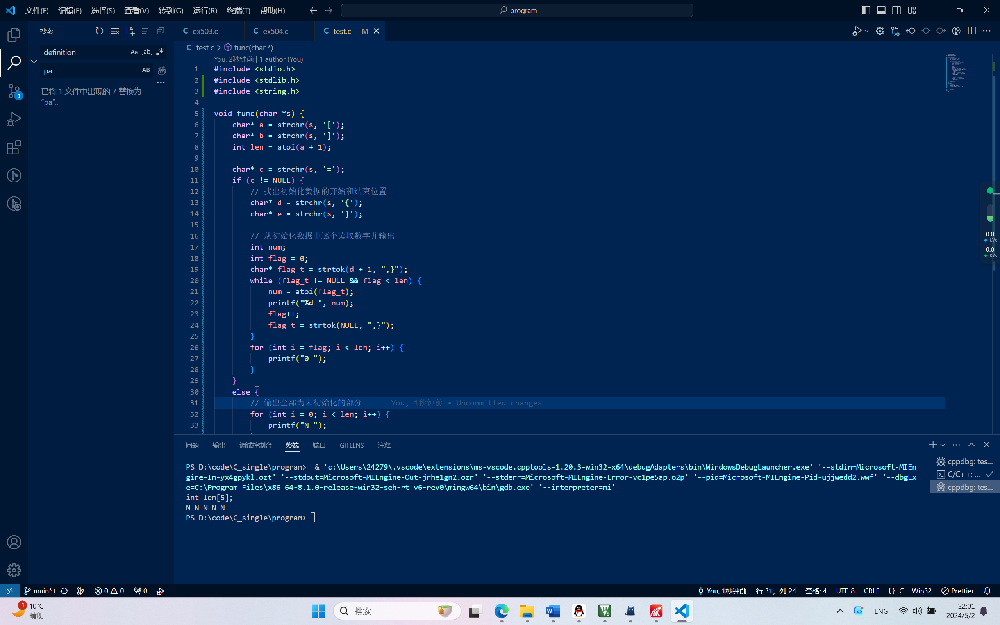 文件(F) 编辑(E) 选择(S) 查看(V) 转到(G) 运行(R) 终端(T) 帮助(H) program
搜索
definition Aa ab
pa AB
已将 1 文件中出现的 7 替换为
“pa”。
3
C ex503.c C ex504.c C test.c M
C test.c > func(char *)
You, 2秒钟前 | 1 author (You)
1 #include <stdio.h>
2 #include <stdlib.h>
3 #include <string.h>
4
5 void func(char *s) {
6 char* a = strchr(s, '[');
7 char* b = strchr(s, ']');
8 int len = atoi(a + 1);
9
10 char* c = strchr(s, '=');
11 if (c != NULL) {
12 // 找出初始化数据的开始和结束位置
13 char* d = strchr(s, '{');
14 char* e = strchr(s, '}');
15
16 // 从初始化数据中逐个读取数字并输出
17 int num;
18 int flag = 0;
19 char* flag_t = strtok(d + 1, ",}");
20 while (flag_t != NULL && flag < len) {
21 num = atoi(flag_t);
22 printf("%d ", num);
23 flag++;
24 flag_t = strtok(NULL, ",}");
25 }
26 for (int i = flag; i < len; i++) {
27 printf("0 ");
28 }
29 }
30 else {
31 // 输出全部为未初始化的部分 You, 1秒钟前 • Uncommitted changes
32 for (int i = 0; i < len; i++) {
33 printf("N ");
0.0
K/s
0.0
K/s
问题 输出 调试控制台 终端 端口 GITLENS 注释
PS D:\code\C_single\program> & 'c:\Users\24279\.vscode\extensions\ms-vscode.cpptools-1.20.3-win32-x64\debugAdapters\bin\WindowsDebugLauncher.exe' '--stdin=Microsoft-MIEn
gine-In-yx4gpykl.ozt' '--stdout=Microsoft-MIEngine-Out-jrhe1gn2.ozr' '--stderr=Microsoft-MIEngine-Error-vc1pe5ap.o2p' '--pid=Microsoft-MIEngine-Pid-ujjwedd2.wwf' '--dbgEx
e=C:\Program Files\x86_64-8.1.0-release-win32-seh-rt_v6-rev0\mingw64\bin\gdb.exe' '--interpreter=mi'
int len[5];
N N N N N
PS D:\code\C_single\program>
cppdbg: tes...
C/C++: ...
cppdbg: tes...
main*+ 0 0 0 You, 1秒钟前 行 31，列 24 空格: 4 UTF-8 CRLF {} C Win32 Prettier
1 10°C
晴朗
搜索
ENG
22:01
2024/5/2